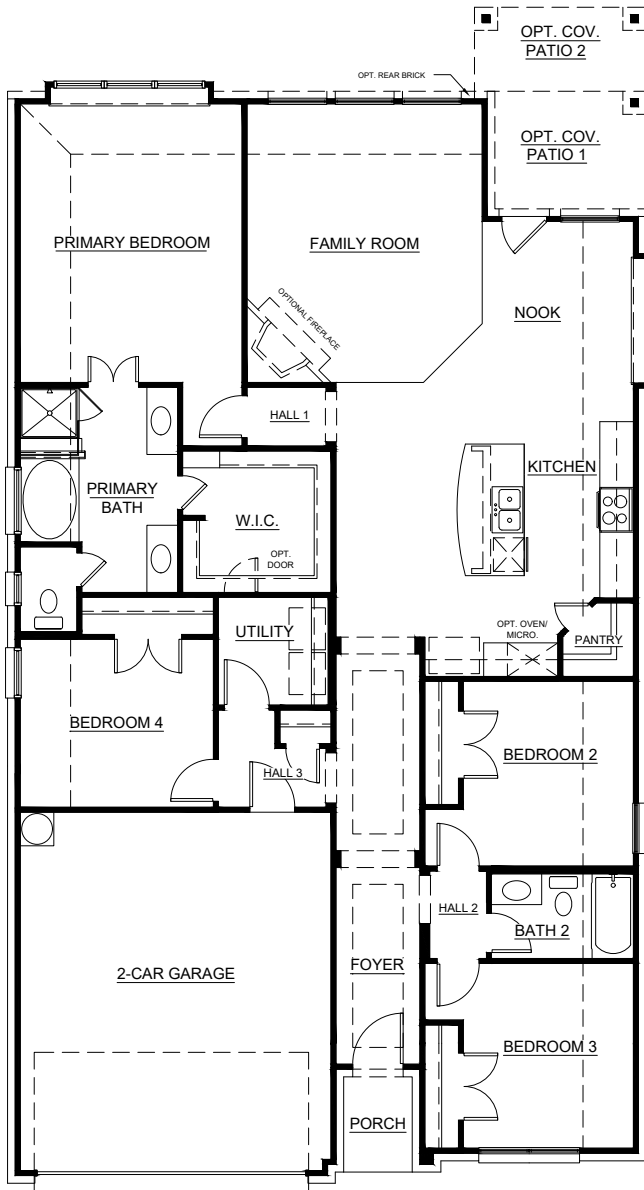 OPT. COV.
PATIO 2
OPT. REAR BRICK
OPT. COV.
PATIO 1
PRIMARY BEDROOM
FAMILY ROOM
NOOK
OPTIONAL FIREPLACE
HALL 1
KITCHEN
PRIMARY
BATH
W.I.C.
OPT.
DOOR
UTILITY
OPT. OVEN/
MICRO.
PANTRY
BEDROOM 4
BEDROOM 2
HALL 3
HALL 2
BATH 2
2-CAR GARAGE
FOYER
BEDROOM 3
PORCH